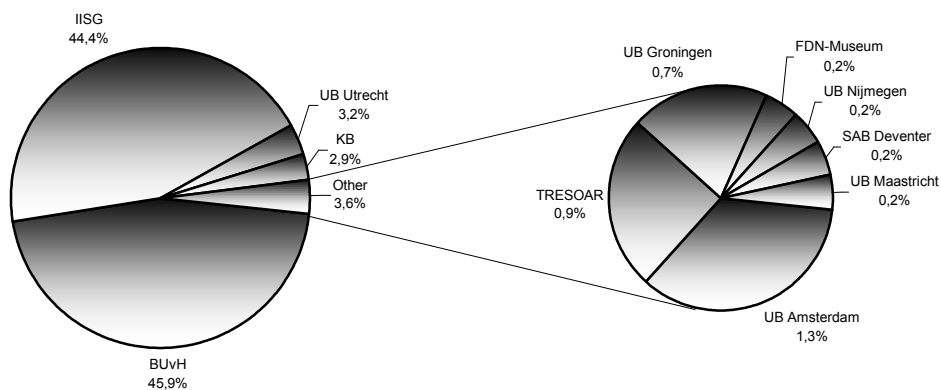 IISG
44,4%
UB Utrecht
3,2%
KB
2,9%
Other
3,6%
BUvH
45,9%
UB Groningen
0,7%
FDN-Museum
0,2%
UB Nijmegen
0,2%
SAB Deventer
0,2%
UB Maastricht
0,2%
TRESOAR
0,9%
UB Amsterdam
1,3%